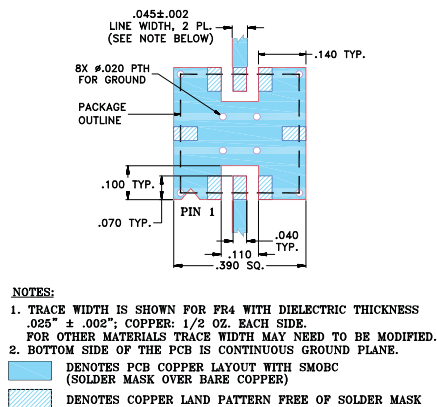 .045±.002
LINE WIDTH, 2 PL.
(SEE NOTE BELOW)
.140 TYP.
8X ø.020 PTH
FOR GROUND
PACKAGE
OUTLINE
.100 TYP.
PIN 1
.070 TYP.
.040
TYP.
.110
.390 SQ.
NOTES:
1. TRACE WIDTH IS SHOWN FOR FR4 WITH DIELECTRIC THICKNESS
.025" ± .002"; COPPER: 1/2 OZ. EACH SIDE.
FOR OTHER MATERIALS TRACE WIDTH MAY NEED TO BE MODIFIED.
2. BOTTOM SIDE OF THE PCB IS CONTINUOUS GROUND PLANE.
DENOTES PCB COPPER LAYOUT WITH SMOBC
(SOLDER MASK OVER BARE COPPER)
DENOTES COPPER LAND PATTERN FREE OF SOLDER MASK